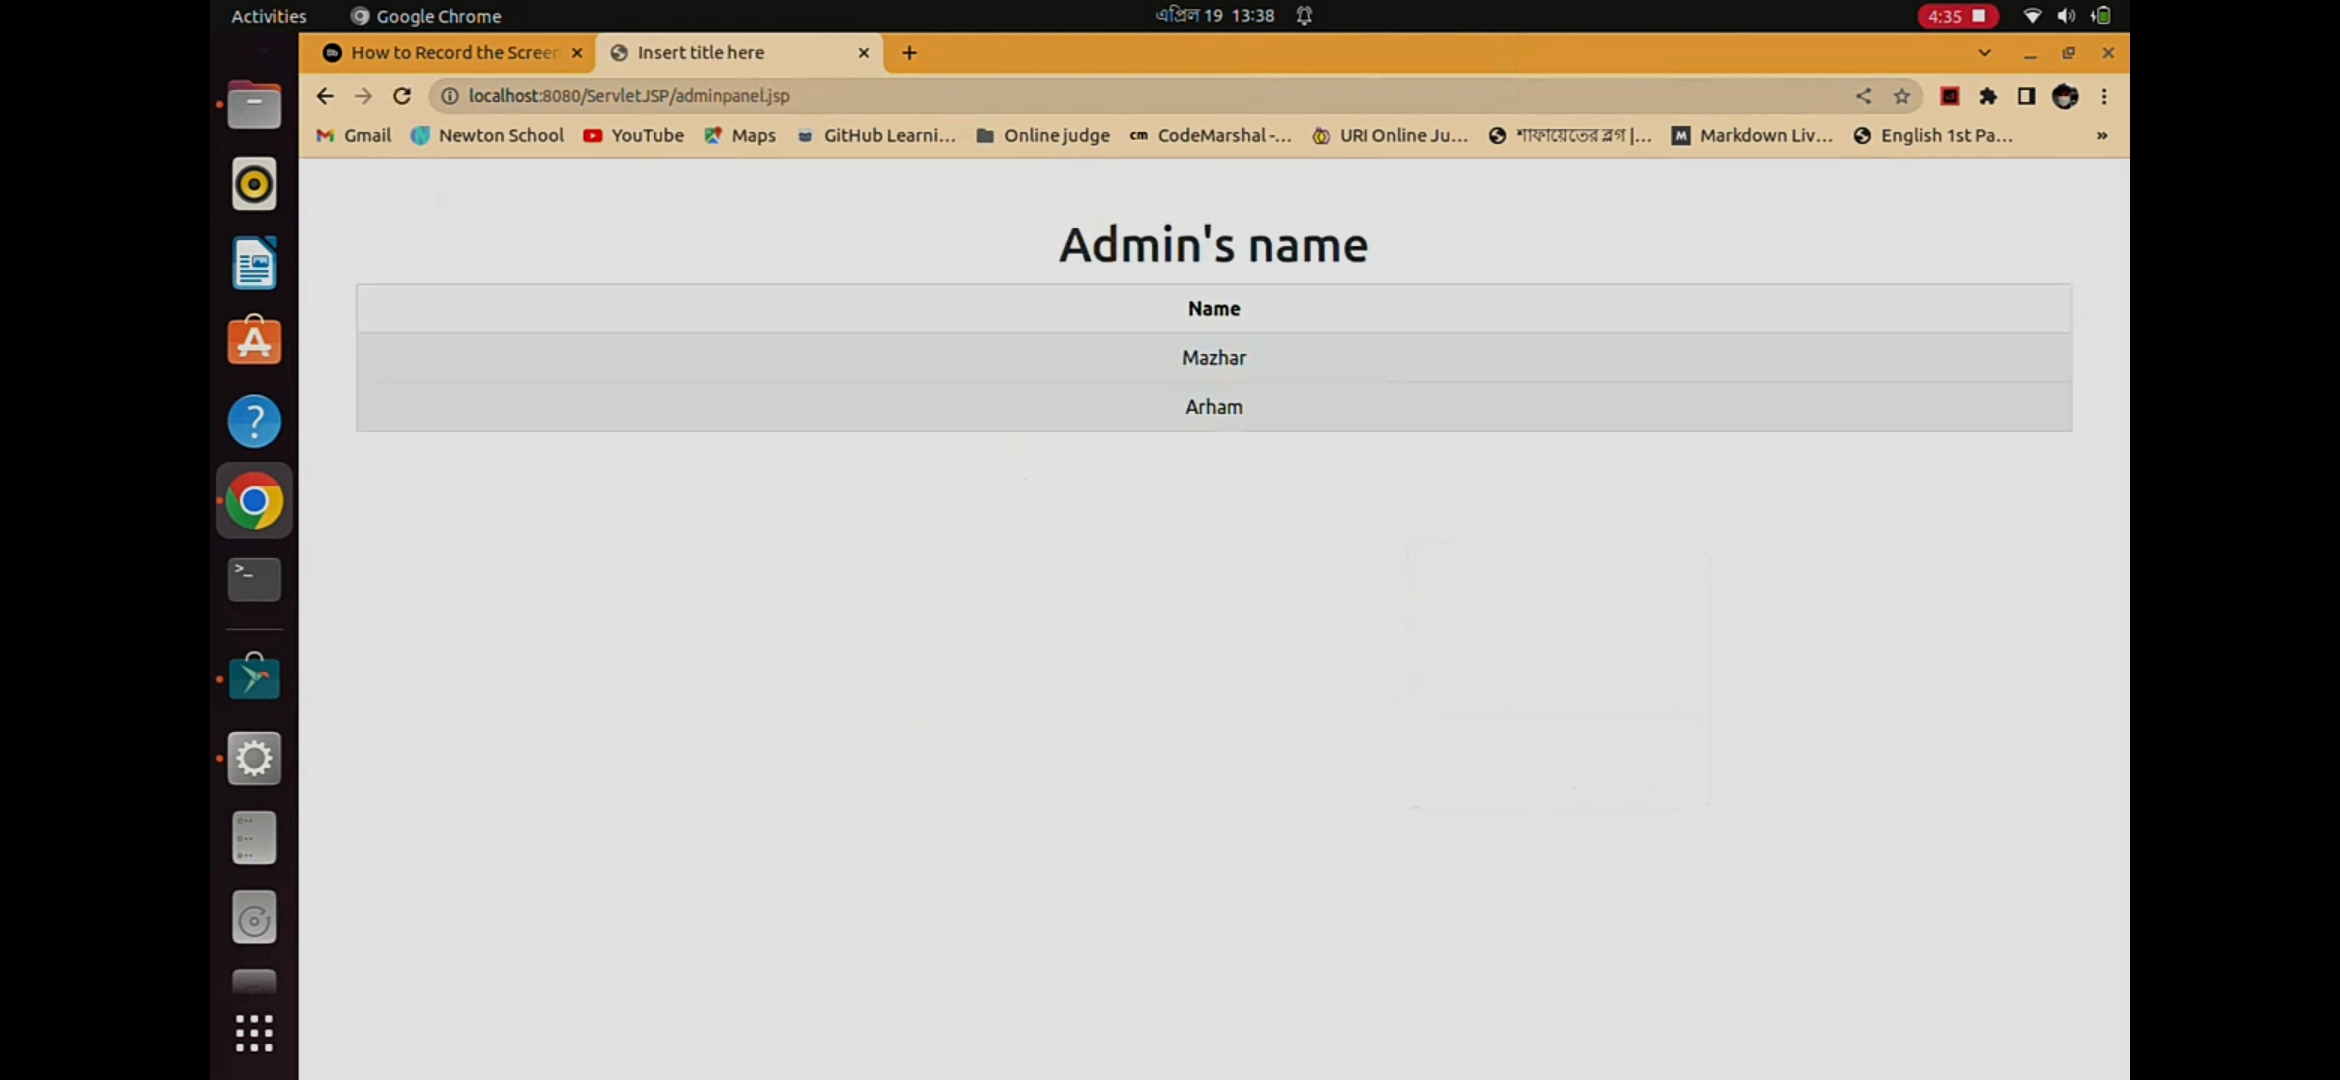 Activities Google Chrome এপ্রিল 19 13:38 4:35
How to Record the Screen Insert title here
localhost:8080/ServletJSP/adminpanel.jsp
Gmail Newton School YouTube Maps GitHub Learni... Online judge cm CodeMarshal -... URI Online Ju... শাফায়েতের ব্লগ |... M Markdown Liv... English 1st Pa... »
Admin's name
Name
Mazhar
Arham